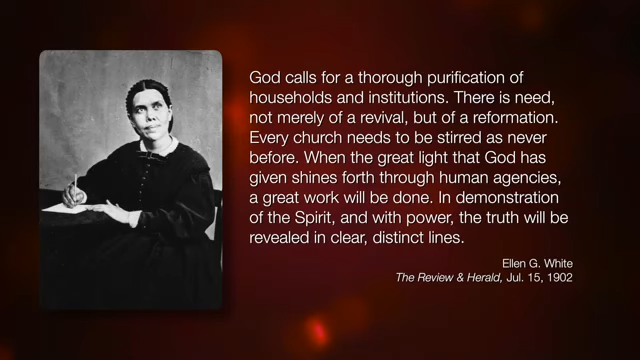 God calls for a thorough purification of
households and institutions. There is need,
not merely of a revival, but of a reformation.
Every church needs to be stirred as never
before. When the great light that God has
given shines forth through human agencies,
a great work will be done. In demonstration
of the Spirit, and with power, the truth will be
revealed in clear, distinct lines.
Ellen G. White
The Review & Herald, Jul. 15, 1902